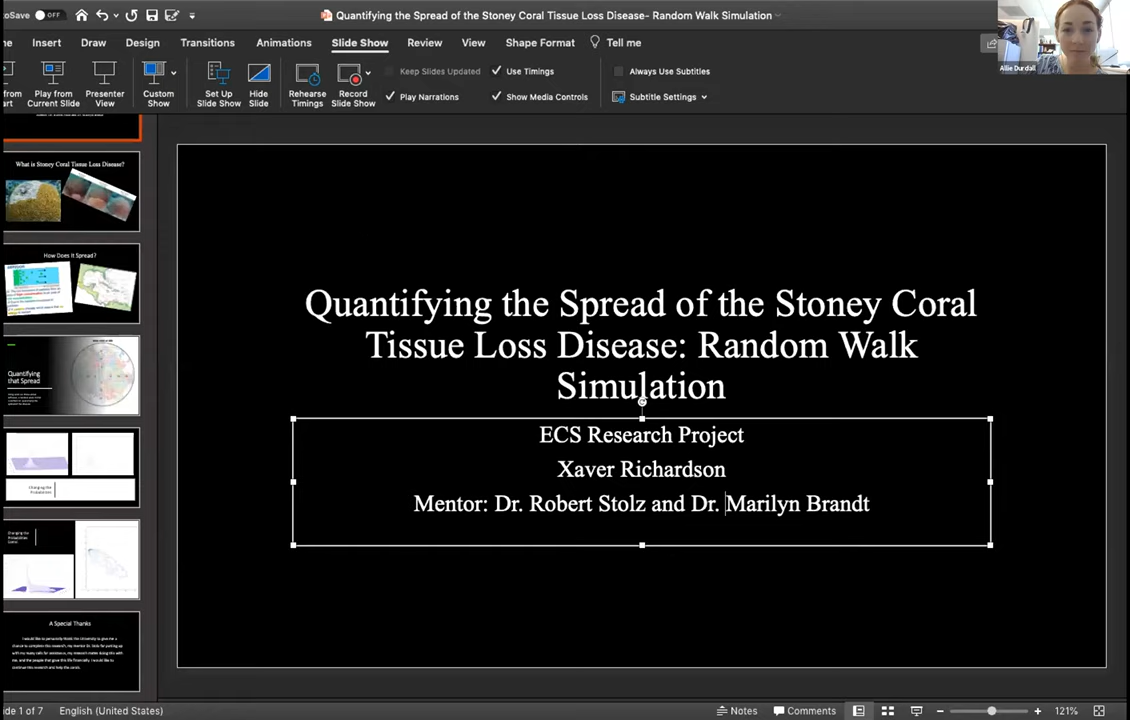 oSave OFF
Quantifying the Spread of the Stoney Coral Tissue Loss Disease- Random Walk Simulation
Allie Durdall
me Insert Draw Design Transitions Animations Slide Show Review View Shape Format Tell me
from Play from Presenter Custom Set Up Hide Rehearse Record
art Current Slide View Show Slide Show Slide Timings Slide Show
Keep Slides Updated Use Timings Always Use Subtitles
Play Narrations Show Media Controls Subtitle Settings
What is Stoney Coral Tissue Loss Disease?
How Does it Spread?
Quantifying
that Spread
Changing the
Probabilities
Changing the
Probabilities
A Special Thanks
Quantifying the Spread of the Stoney Coral
Tissue Loss Disease: Random Walk
Simulation
ECS Research Project
Xaver Richardson
Mentor: Dr. Robert Stolz and Dr. Marilyn Brandt
ide 1 of 7 English (United States) Notes Comments 121%